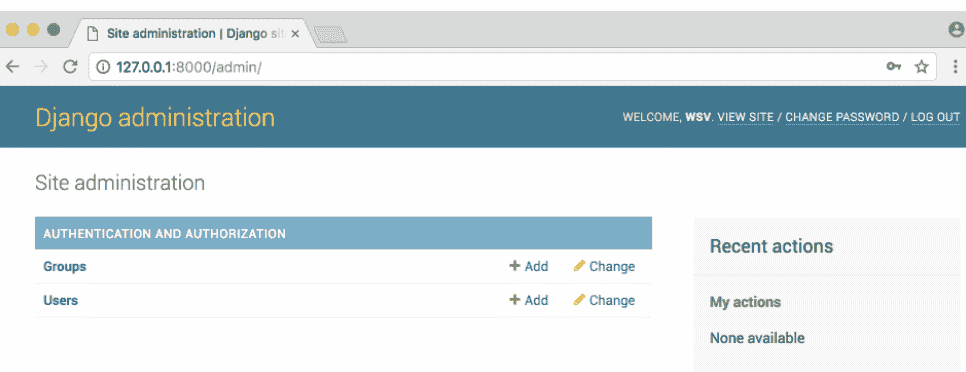 Site administration | Django sit
127.0.0.1:8000/admin/
Django administration
WELCOME, WSV. VIEW SITE / CHANGE PASSWORD / LOG OUT
Site administration
AUTHENTICATION AND AUTHORIZATION
Groups
Add
Change
Users
Add
Change
Recent actions
My actions
None available